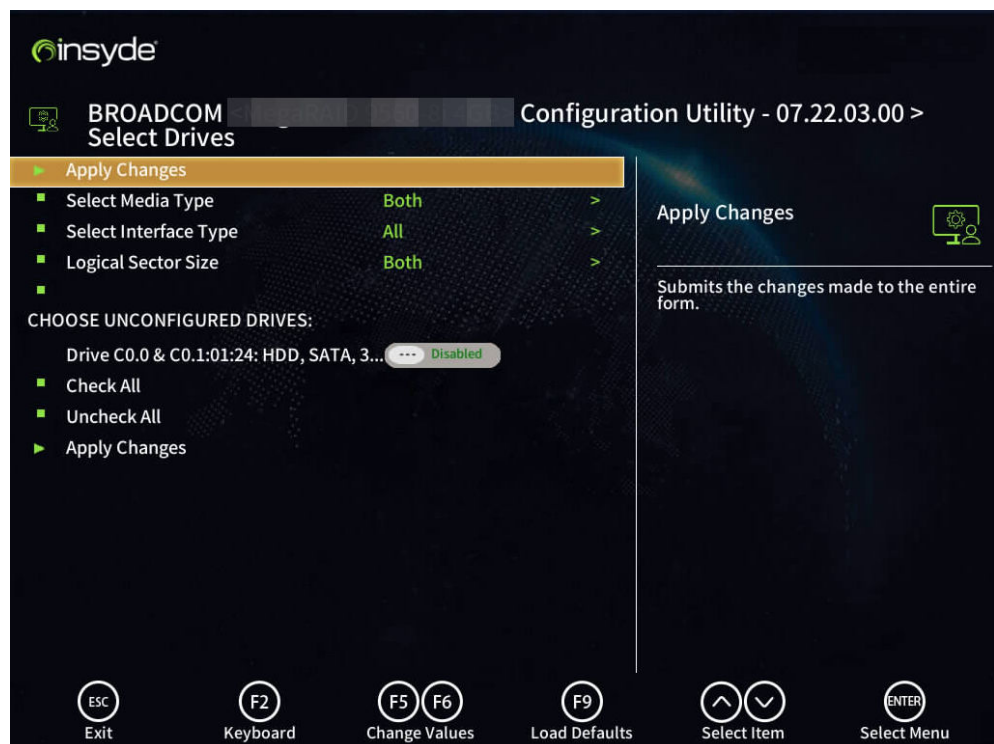 insyde
BROADCOM Configuration Utility - 07.22.03.00 >
Select Drives
Apply Changes
Select Media Type Both >
Select Interface Type All >
Logical Sector Size Both >
CHOOSE UNCONFIGURED DRIVES:
Drive C0.0 & C0.1:01:24: HDD, SATA, 3... Disabled
Check All
Uncheck All
Apply Changes
Apply Changes
Submits the changes made to the entire
form.
ESC F2 F5 F6 F9 ENTER
Exit Keyboard Change Values Load Defaults Select Item Select Menu